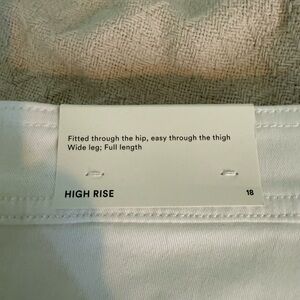 Fitted through the hip, easy through the thigh
Wide leg; Full length
HIGH RISE 18